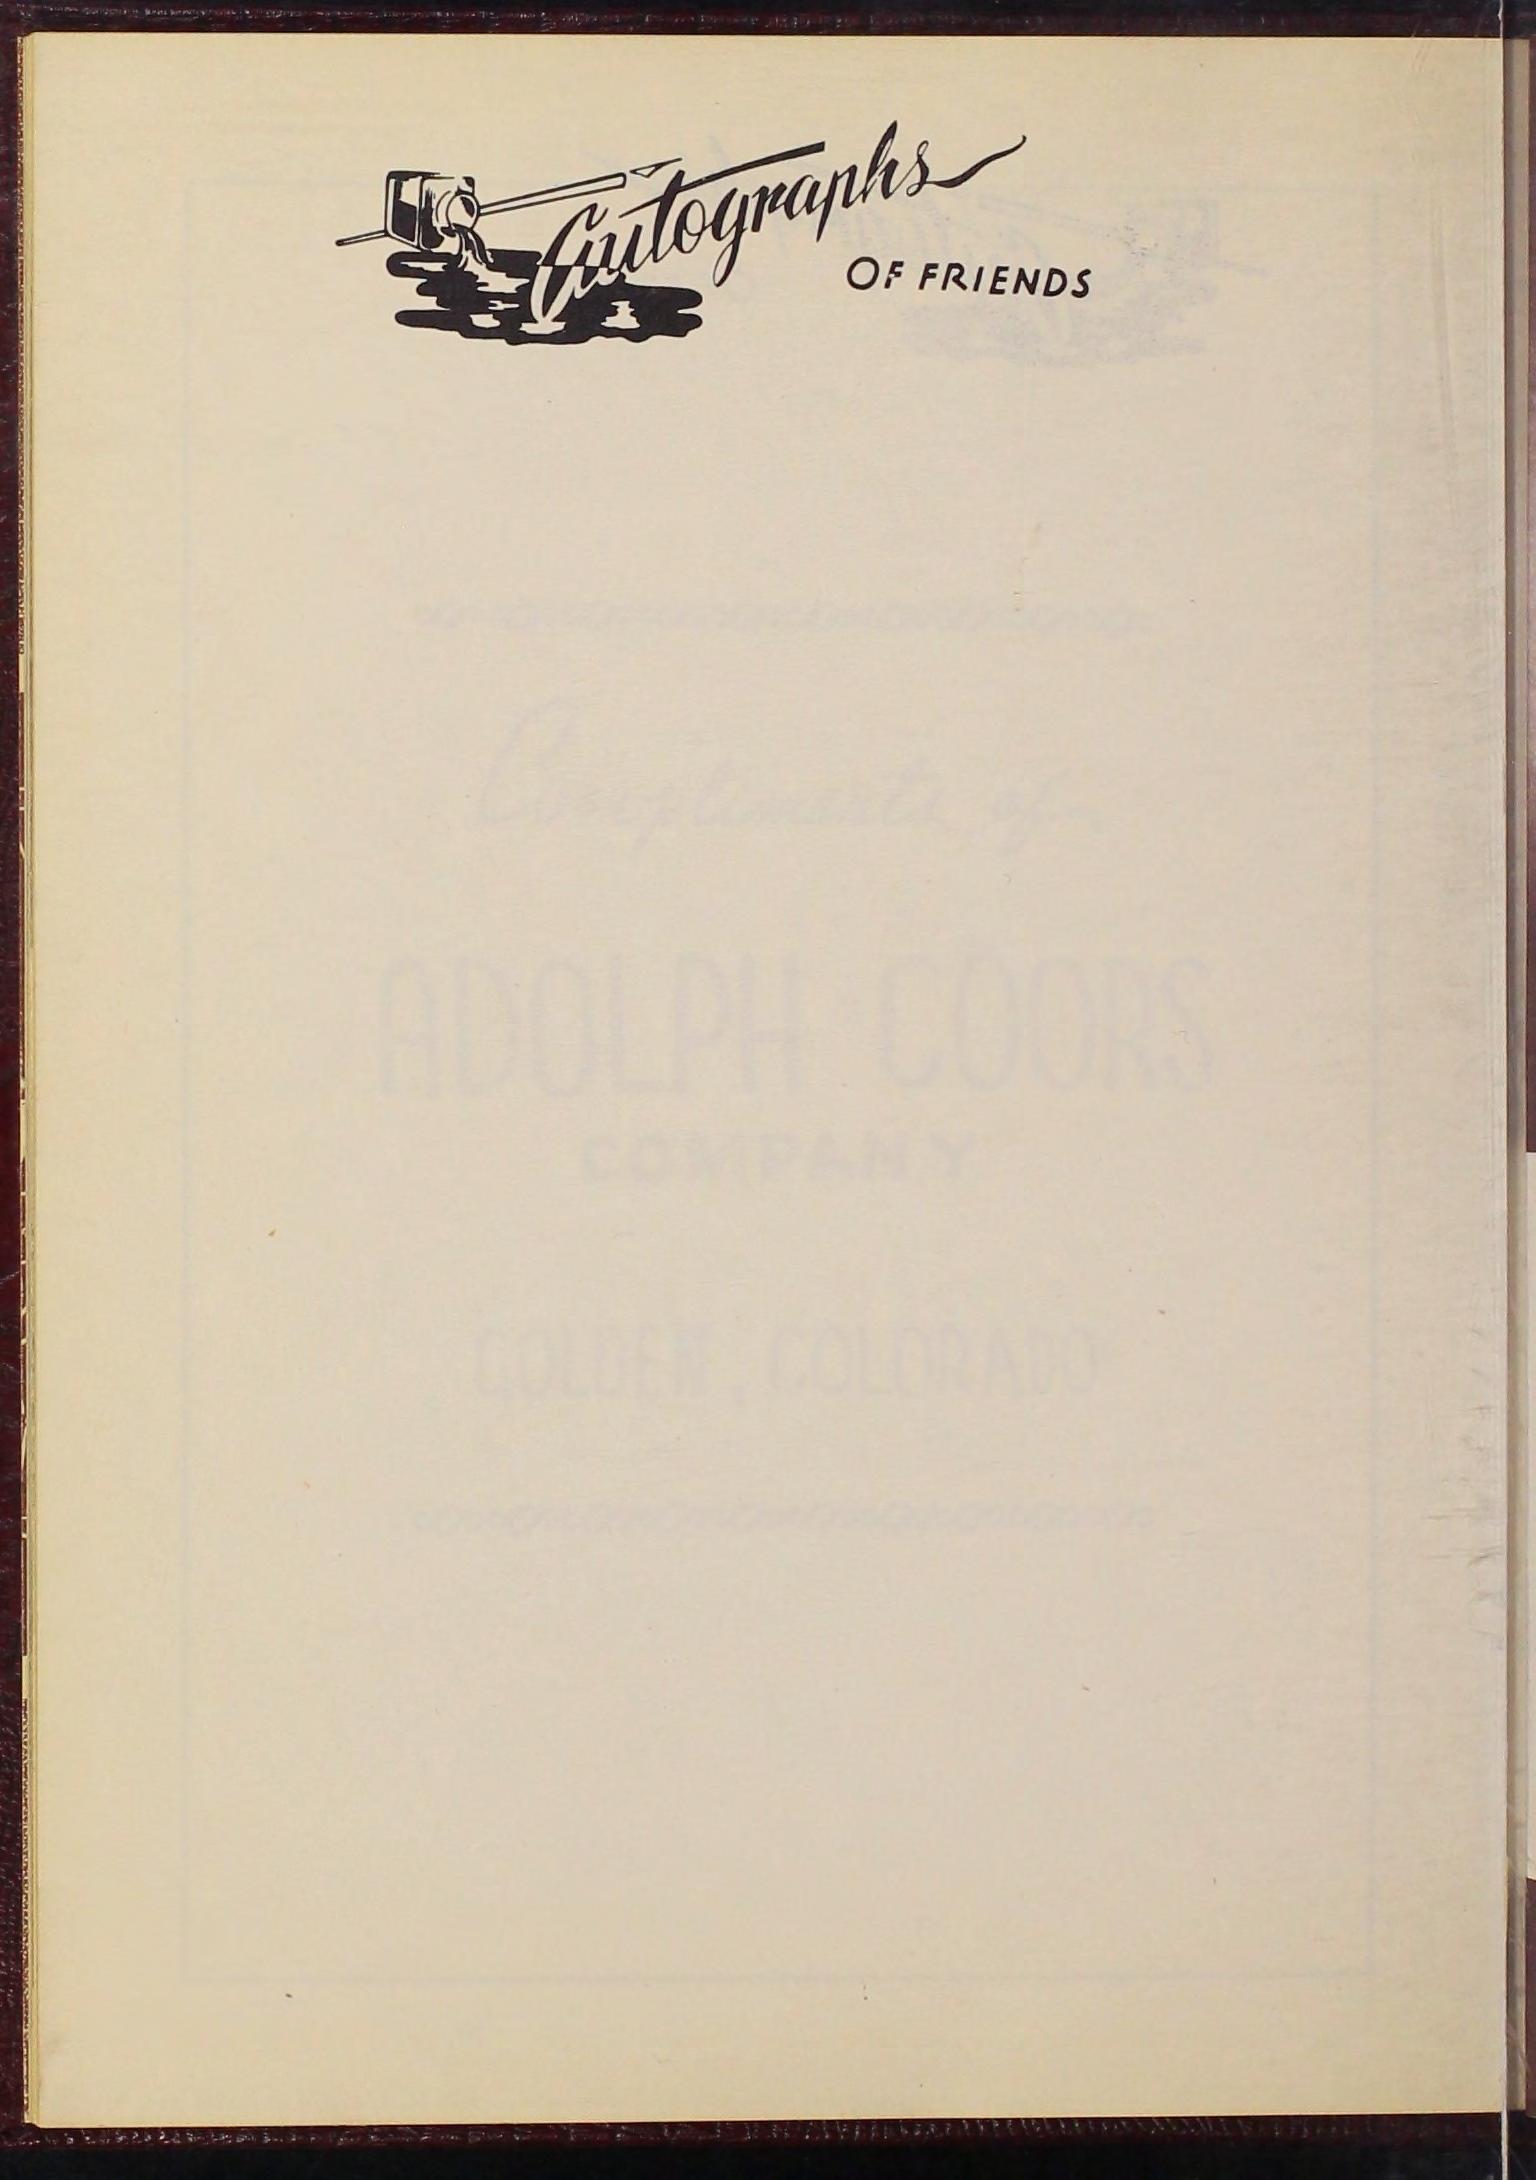 Autographs
OF FRIENDS
Compliments of
ADOLPH COORS
COMPANY
GOLDEN, COLORADO